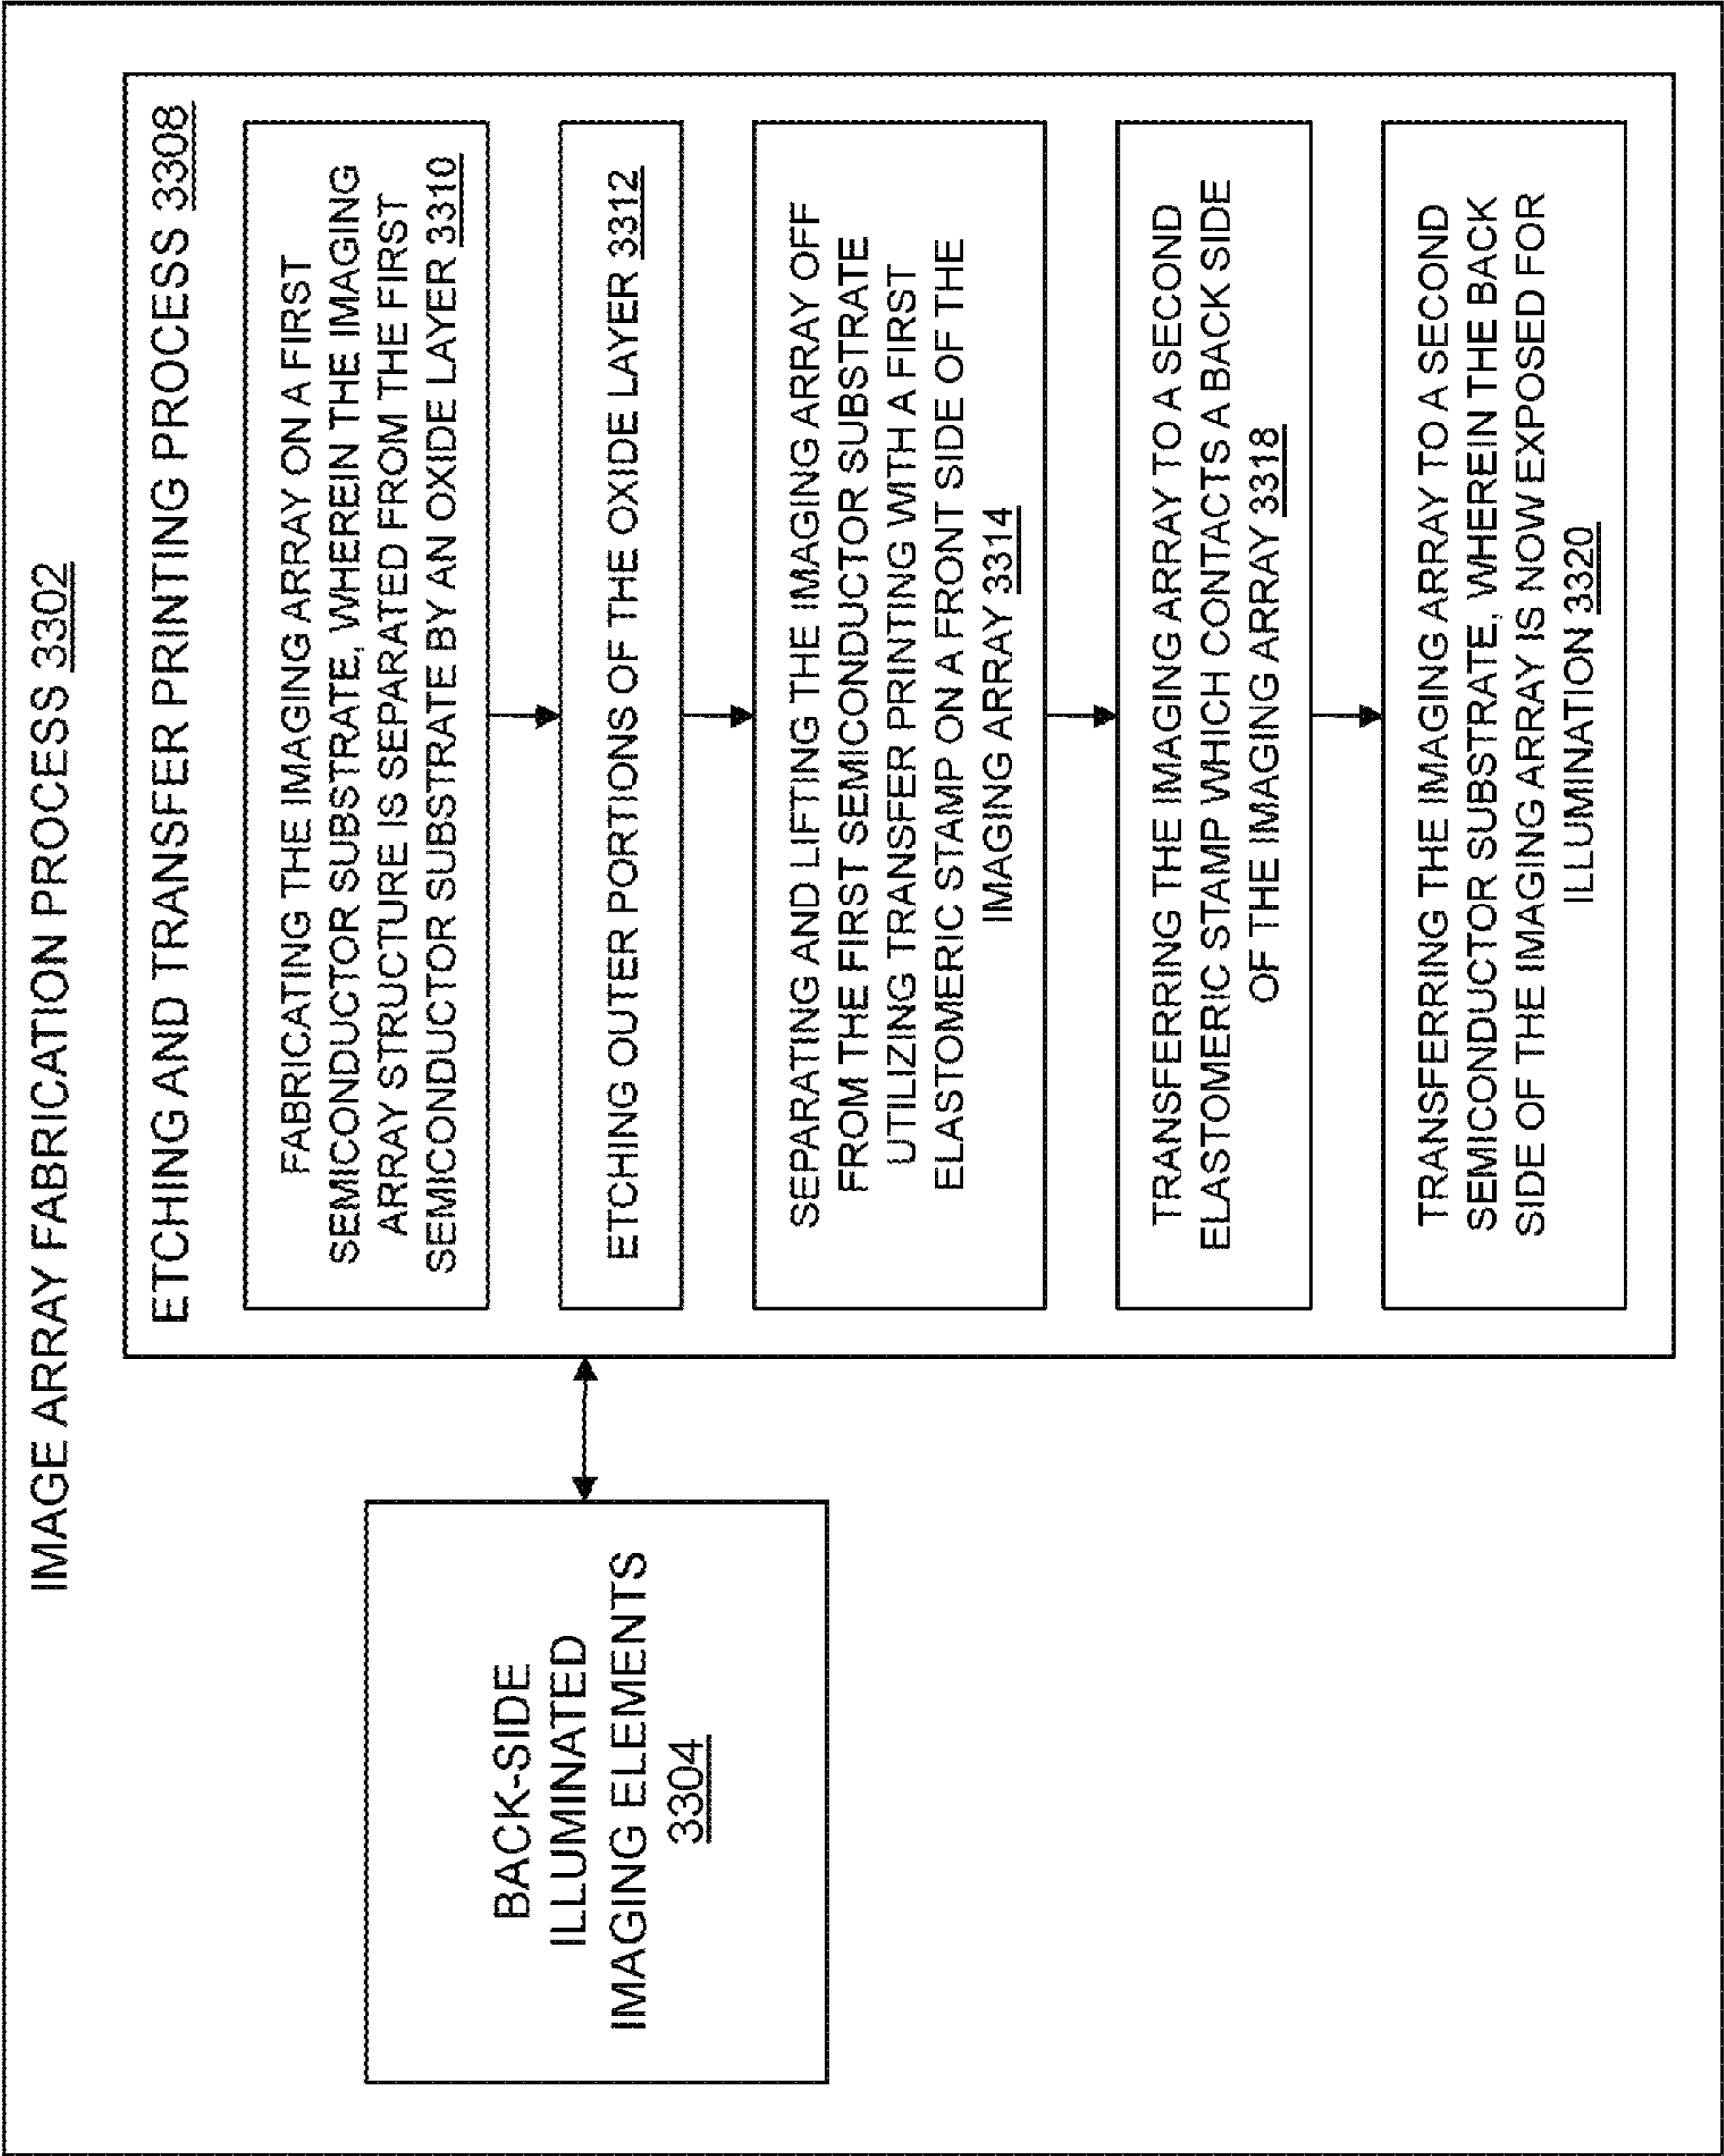 IMAGE ARRAY FABRICATION PROCESS 3302
BACK-SIDE
ILLUMINATED
IMAGING ELEMENTS
3304
ETCHING AND TRANSFER PRINTING PROCESS 3308
FABRICATING THE IMAGING ARRAY ON A FIRST
SEMICONDUCTOR SUBSTRATE, WHEREIN THE IMAGING
ARRAY STRUCTURE IS SEPARATED FROM THE FIRST
SEMICONDUCTOR SUBSTRATE BY AN OXIDE LAYER 3310
ETCHING OUTER PORTIONS OF THE OXIDE LAYER 3312
SEPARATING AND LIFTING THE IMAGING ARRAY OFF
FROM THE FIRST SEMICONDUCTOR SUBSTRATE
UTILIZING TRANSFER PRINTING WITH A FIRST
ELASTOMERIC STAMP ON A FRONT SIDE OF THE
IMAGING ARRAY 3314
TRANSFERRING THE IMAGING ARRAY TO A SECOND
ELASTOMERIC STAMP WHICH CONTACTS A BACK SIDE
OF THE IMAGING ARRAY 3318
TRANSFERRING THE IMAGING ARRAY TO A SECOND
SEMICONDUCTOR SUBSTRATE, WHEREIN THE BACK
SIDE OF THE IMAGING ARRAY IS NOW EXPOSED FOR
ILLUMINATION 3320